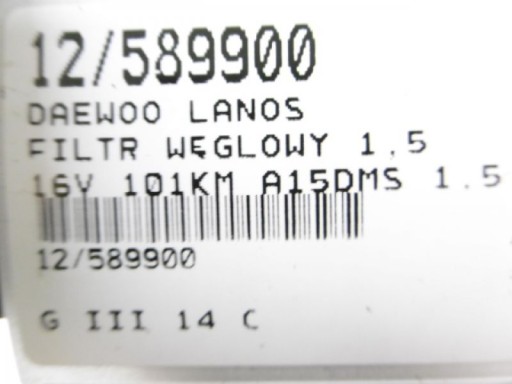 12/589900
DAEWOO LANOS
FILTR WĘGLOWY 1,5
16V 101KM A15DMS 1.5
12/589900
G III 14 C